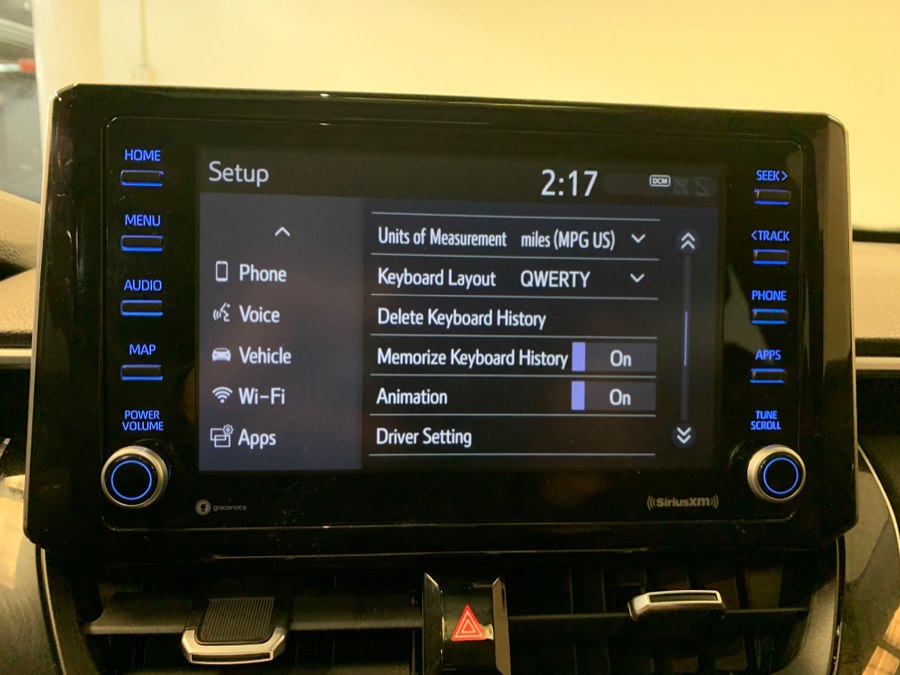 HOME
MENU
AUDIO
MAP
POWER
VOLUME
Setup
2:17
DCM
Phone
Voice
Vehicle
Wi-Fi
Apps
Units of Measurement miles (MPG US)
Keyboard Layout QWERTY
Delete Keyboard History
Memorize Keyboard History On
Animation On
Driver Setting
SEEK>
<TRACK
PHONE
APPS
TUNE
SCROLL
gracenote
SiriusXM